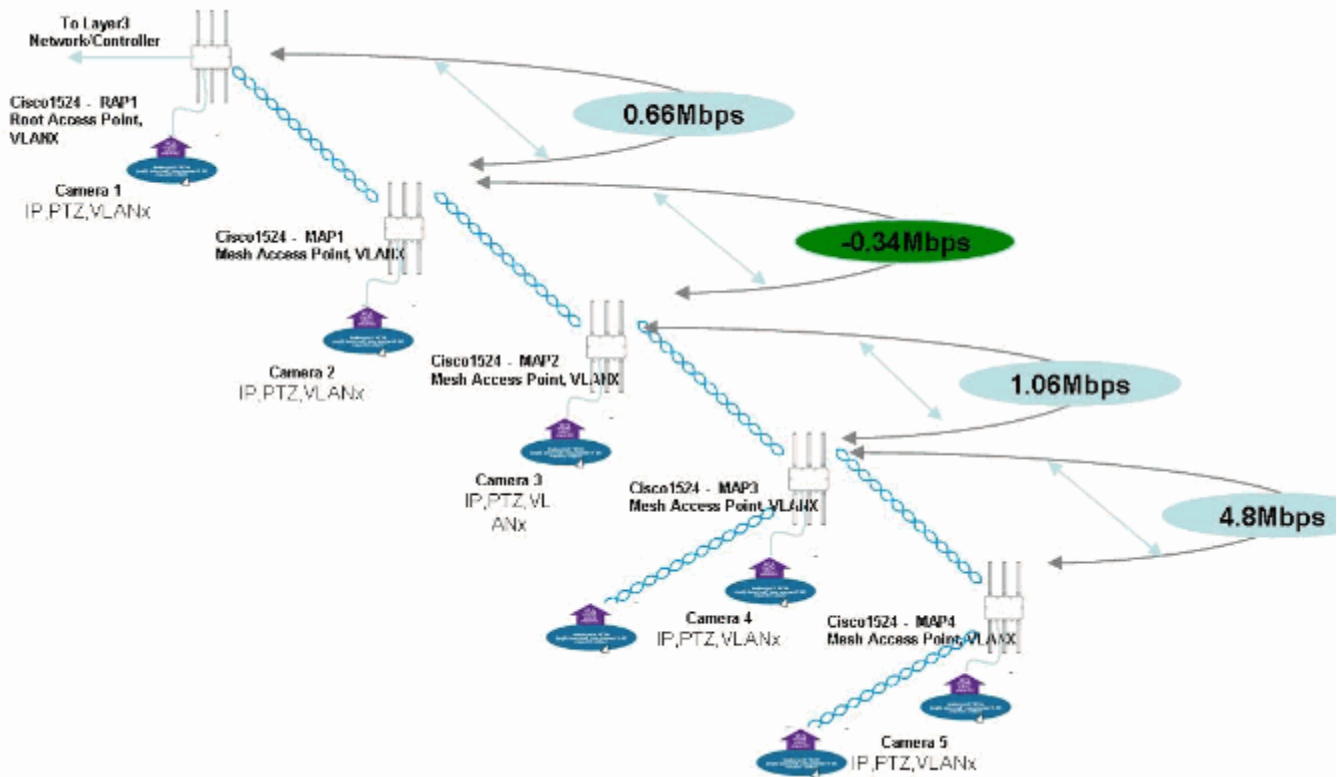 To Layer3
Network/Controller
Cisco1524 - RAP1
Root Access Point,
VLANX
0.66Mbps
Camera 1
IP,PTZ,VLANx
Cisco1524 - MAP1
Mesh Access Point, VLANX
-0.34Mbps
Camera 2
IP,PTZ,VLANx
Cisco1524 - MAP2
Mesh Access Point, VLANX
1.06Mbps
Camera 3
IP,PTZ,VL
ANx
Cisco1524 - MAP3
Mesh Access Point, VLANX
4.8Mbps
Camera 4
IP,PTZ,VLANx
Cisco1524 - MAP4
Mesh Access Point, VLANX
Camera 5
IP,PTZ,VLANx